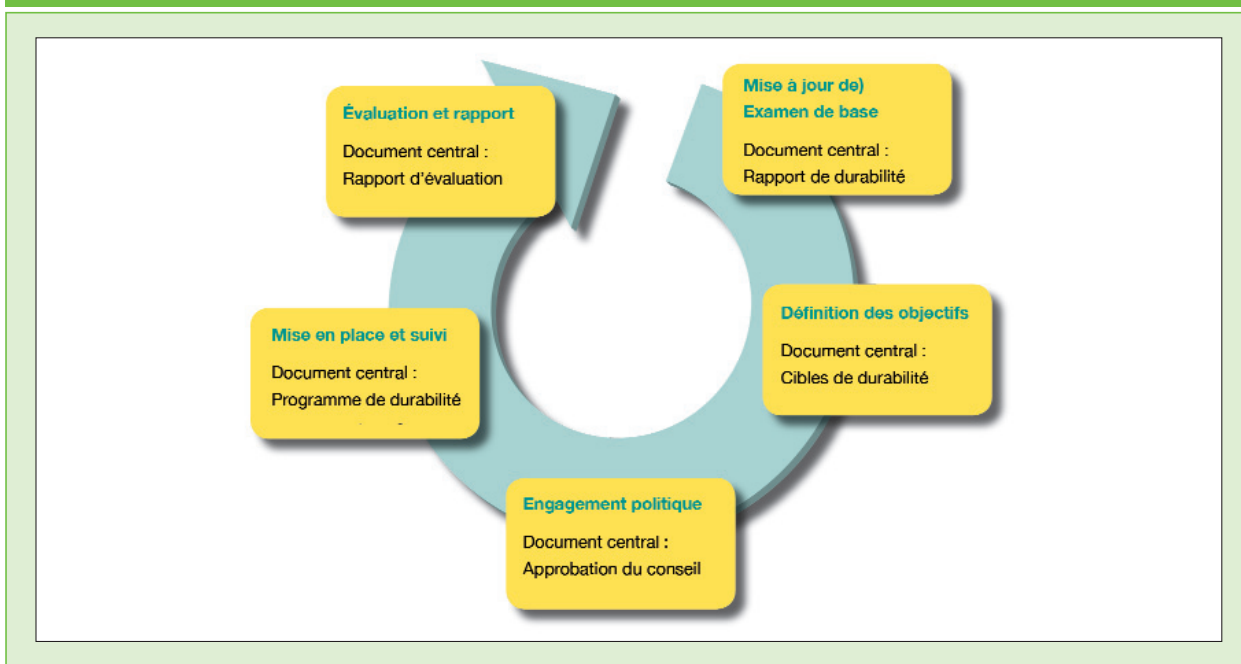 Mise à jour de)
Examen de base
Document central :
Rapport de durabilité
Définition des objectifs
Document central :
Cibles de durabilité
Engagement politique
Document central :
Approbation du conseil
Mise en place et suivi
Document central :
Programme de durabilité
Évaluation et rapport
Document central :
Rapport d'évaluation